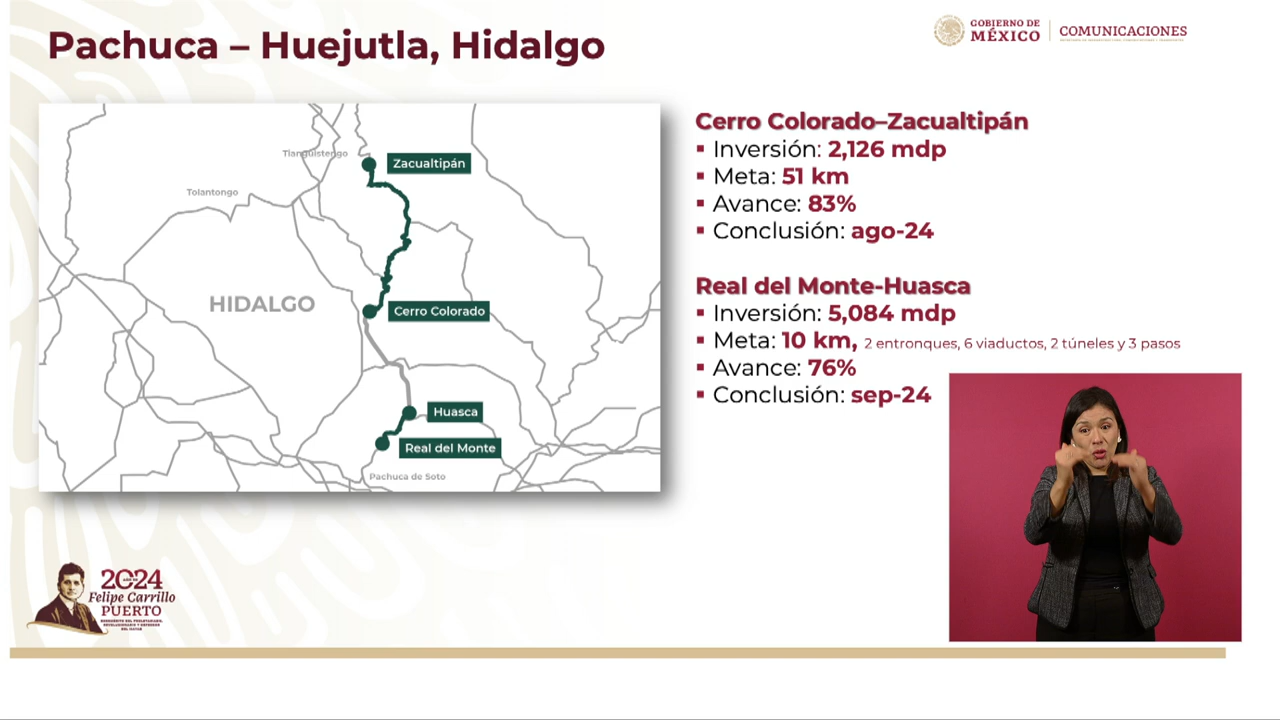 Pachuca – Huejutla, Hidalgo
GOBIERNO DE
MÉXICO
COMUNICACIONES
Tlanguistengo
Zacualtipán
Tolantongo
HIDALGO
Cerro Colorado
Huasca
Real del Monte
Pachuca de Soto
Cerro Colorado–Zacualtipán
▪ Inversión: 2,126 mdp
▪ Meta: 51 km
▪ Avance: 83%
▪ Conclusión: ago-24
Real del Monte-Huasca
▪ Inversión: 5,084 mdp
▪ Meta: 10 km, 2 entronques, 6 viaductos, 2 túneles y 3 pasos
▪ Avance: 76%
▪ Conclusión: sep-24
2024
Felipe Carrillo
PUERTO